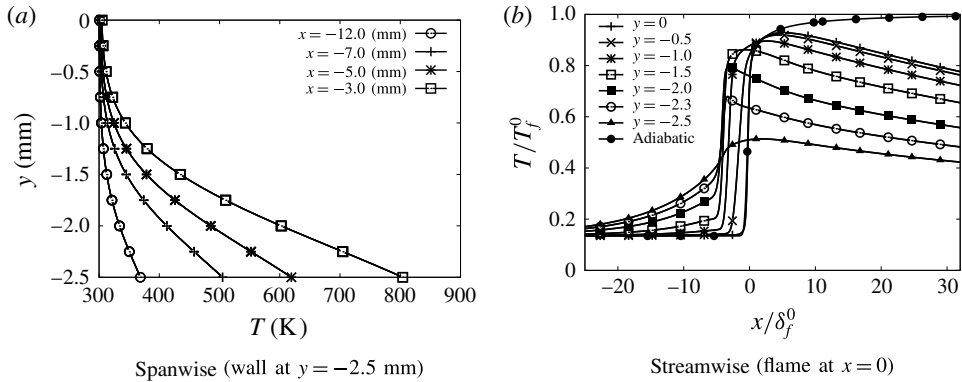 (a)
0
−0.5
−1.0
−1.5
−2.0
−2.5
y (mm)
x = −12.0 (mm)
x = −7.0 (mm)
x = −5.0 (mm)
x = −3.0 (mm)
300 400 500 600 700 800 900
T (K)
Spanwise (wall at y = −2.5 mm)
(b)
1.0
0.8
0.6
0.4
0.2
0
T/T_f^0
y = 0
y = −0.5
y = −1.0
y = −1.5
y = −2.0
y = −2.3
y = −2.5
Adiabatic
−20 −10 0 10 20 30
x/δ_f^0
Streamwise (flame at x = 0)